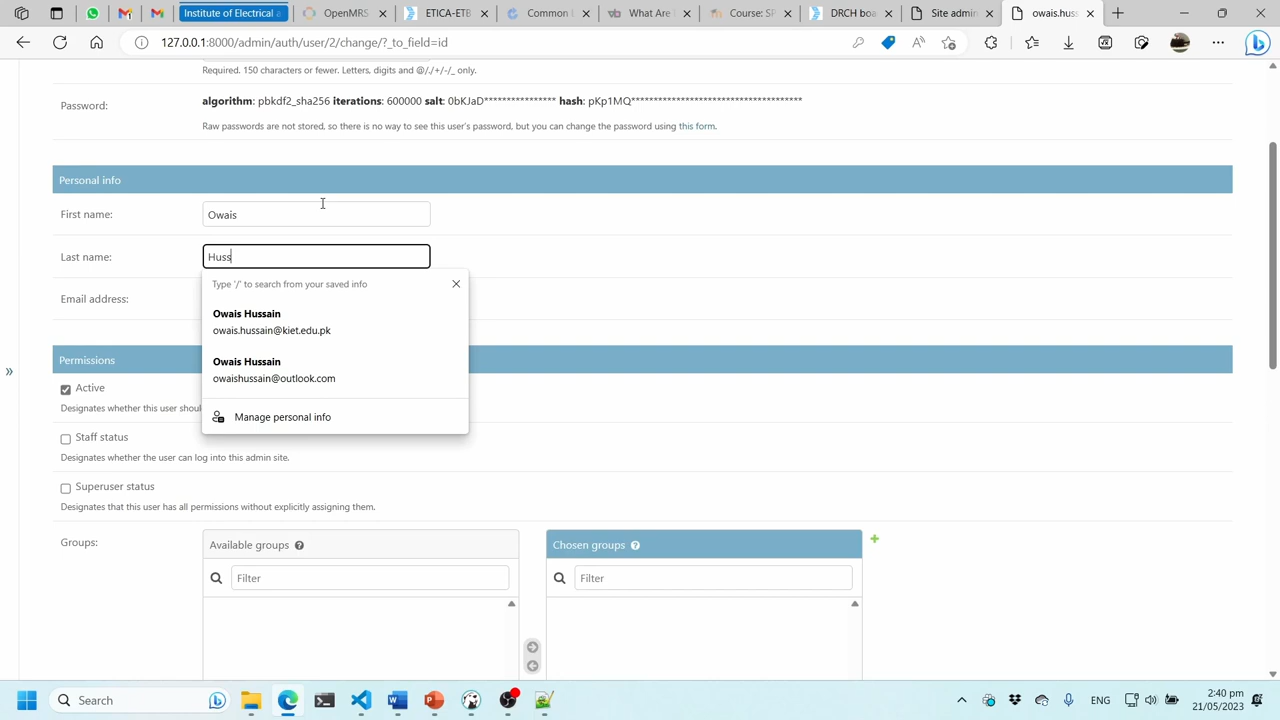 Institute of Electrical a
OpenMRS
ETICA-ETB
Common L
What Are
Course: SP
DRCH boa
admin
owais.huss
127.0.0.1:8000/admin/auth/user/2/change/?_to_field=id
Required. 150 characters or fewer. Letters, digits and @/./+/-/_ only.
Password:
algorithm: pbkdf2_sha256 iterations: 600000 salt: 0bKJaD**************** hash: pKp1MQ**************************************
Raw passwords are not stored, so there is no way to see this user's password, but you can change the password using this form.
Personal info
First name:
Owais
Last name:
Huss
Type '/' to search from your saved info
Email address:
Owais Hussain
owais.hussain@kiet.edu.pk
Owais Hussain
owaishussain@outlook.com
Manage personal info
Permissions
Active
Designates whether this user shou
Staff status
Designates whether the user can log into this admin site.
Superuser status
Designates that this user has all permissions without explicitly assigning them.
Groups:
Available groups
Filter
Chosen groups
Filter
Search
ENG
2:40 pm
21/05/2023